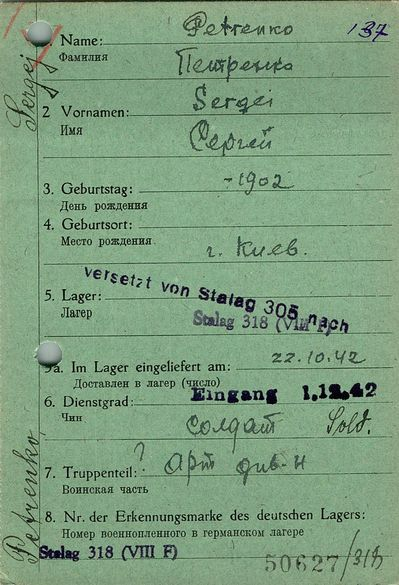 Petrenko 137
Name:
Фамилия Петренко
Sergei
2 Vornamen:
Имя Сергей
3. Geburtstag: -1902
День рождения
4. Geburtsort:
Место рождения г. Киев.
versetzt von Stalag 305 nach
5. Lager:
Лагерь Stalag 318 (VIII F)
5a. Im Lager eingeliefert am: 22.10.42
Доставлен в лагер (число)
Eingang 1.12.42
6. Dienstgrad:
Чин солдат Sold.
? Арт див-н
7. Truppenteil:
Воинская часть
8. Nr. der Erkennungsmarke des deutschen Lagers:
Номер военнопленного в германском лагере
Stalag 318 (VIII F) 50627/318
Sergej
Petrenko